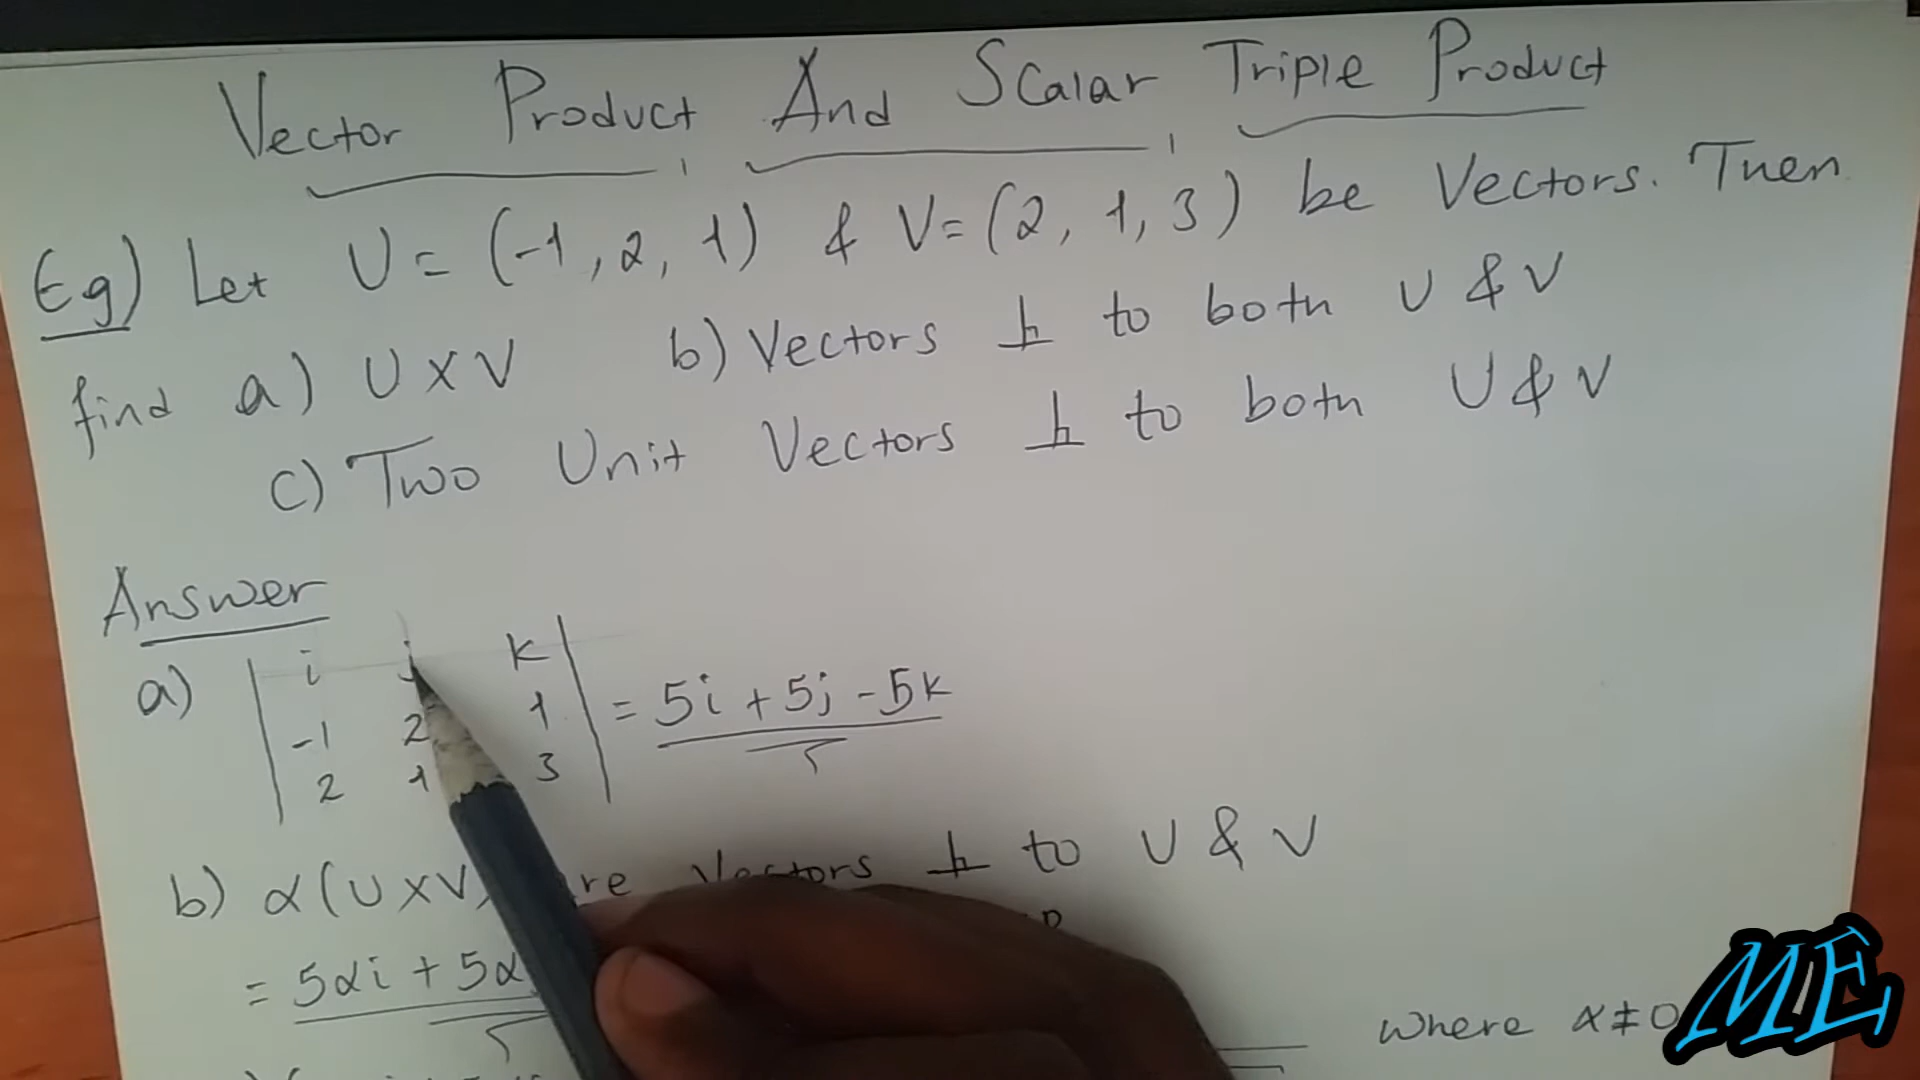 Vector Product And Scalar Triple Product
Eg) Let U = (-1, 2, 1) & V = (2, 1, 3) be Vectors. Then
find a) U X V b) Vectors ⊥ to both U & V
c) Two Unit Vectors ⊥ to both U & V
Answer
a) | i j k |
-1 2 1
2 1 3
= 5i + 5j - 5k
b) α(U X V) are Vectors ⊥ to U & V
= 5αi + 5α
where α ≠ 0
ME